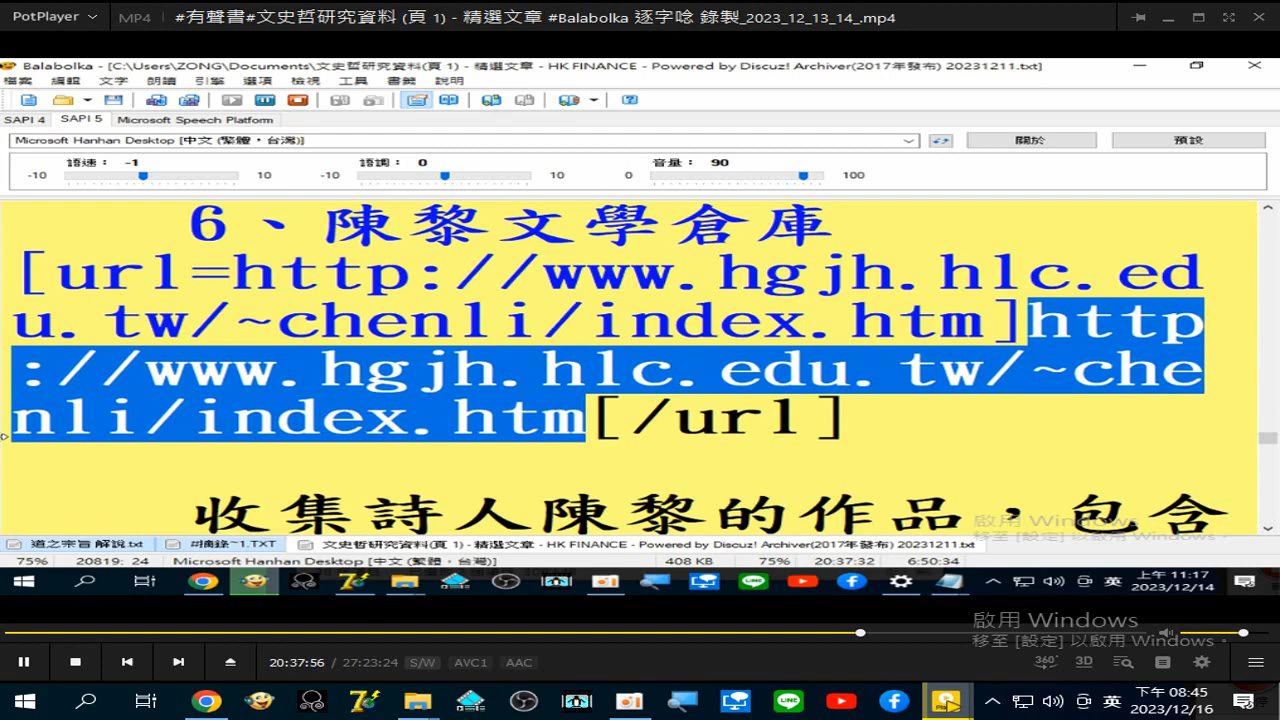 PotPlayer MP4 #有聲書#文史哲研究資料 (頁 1) - 精選文章 #Balabolka 逐字唸 錄製_2023_12_13_14_.mp4
Balabolka - [C:\Users\ZONG\Documents\文史哲研究資料(頁 1) - 精選文章 - HK FINANCE - Powered by Discuz! Archiver(2017年發布) 20231211.txt]
檔案 編輯 文字 朗讀 引擎 選項 檢視 工具 書籤 說明
SAPI 4 SAPI 5 Microsoft Speech Platform
Microsoft Hanhan Desktop [中文 (繁體，台灣)] 關於 預設
語速： -1 語調： 0 音量： 90
-10 10 -10 10 0 100
6、陳黎文學倉庫
[url=http://www.hgjh.hlc.ed
u.tw/~chenli/index.htm]http
://www.hgjh.hlc.edu.tw/~che
nli/index.htm[/url]
收集詩人陳黎的作品，包含
啟用 Windows
移至 [設定] 以啟用 Windows。
道之宗旨 解說.txt #摘錄~1.TXT 文史哲研究資料(頁 1) - 精選文章 - HK FINANCE - Powered by Discuz! Archiver(2017年發布) 20231211.txt
75% 20819: 24 Microsoft Hanhan Desktop [中文 (繁體，台灣)] 408 KB 75% 20:37:32 6:50:34
英 上午 11:17
2023/12/14
啟用 Windows
移至 [設定] 以啟用 Windows。
20:37:56 / 27:23:24 S/W AVC1 AAC 360° 3D
英 下午 08:45
2023/12/16